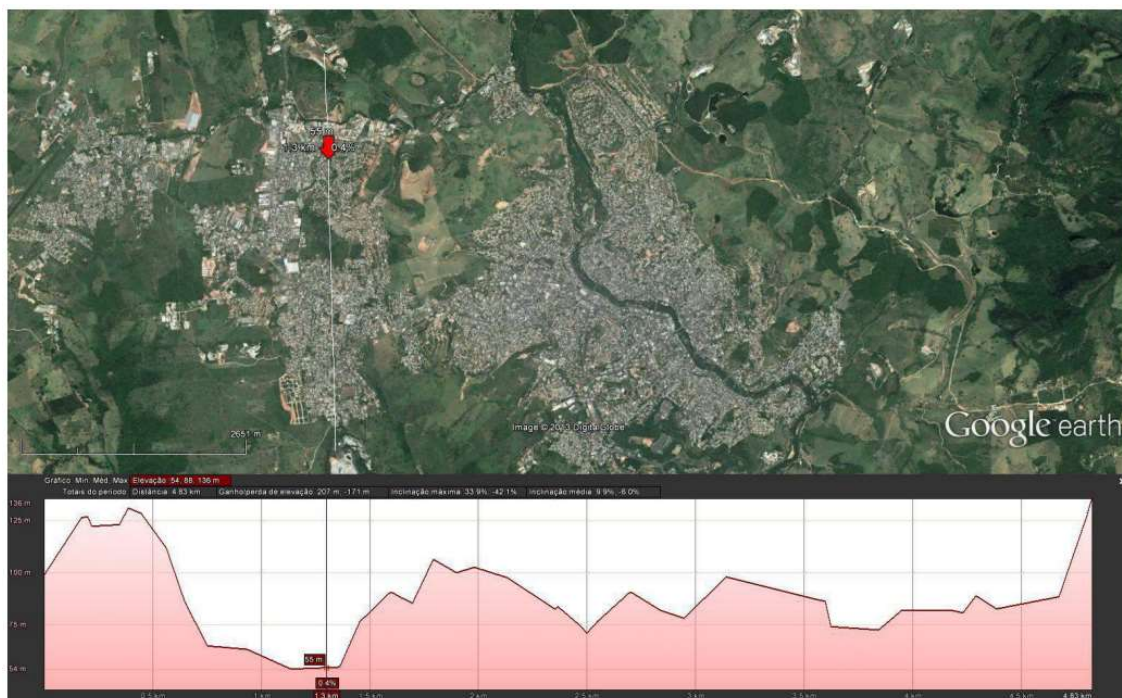 55 m
1,3 km 0,4%
2651 m
Image © 2013 DigitalGlobe
Google earth
Gráfico: Mín, Méd, Máx Elevação: 54, 88, 136 m
Totais do período: Distância: 4.83 km Ganho/perda de elevação: 207 m, -171 m Inclinação máxima: 33.9%, -42.1% Inclinação média: 9.9%, -6.0%
136 m
125 m
100 m
75 m
54 m
55 m
0.4%
0.5 km 1 km 1.3 km 2 km 2.5 km 3 km 3.5 km 4 km 4.5 km 4.83 km